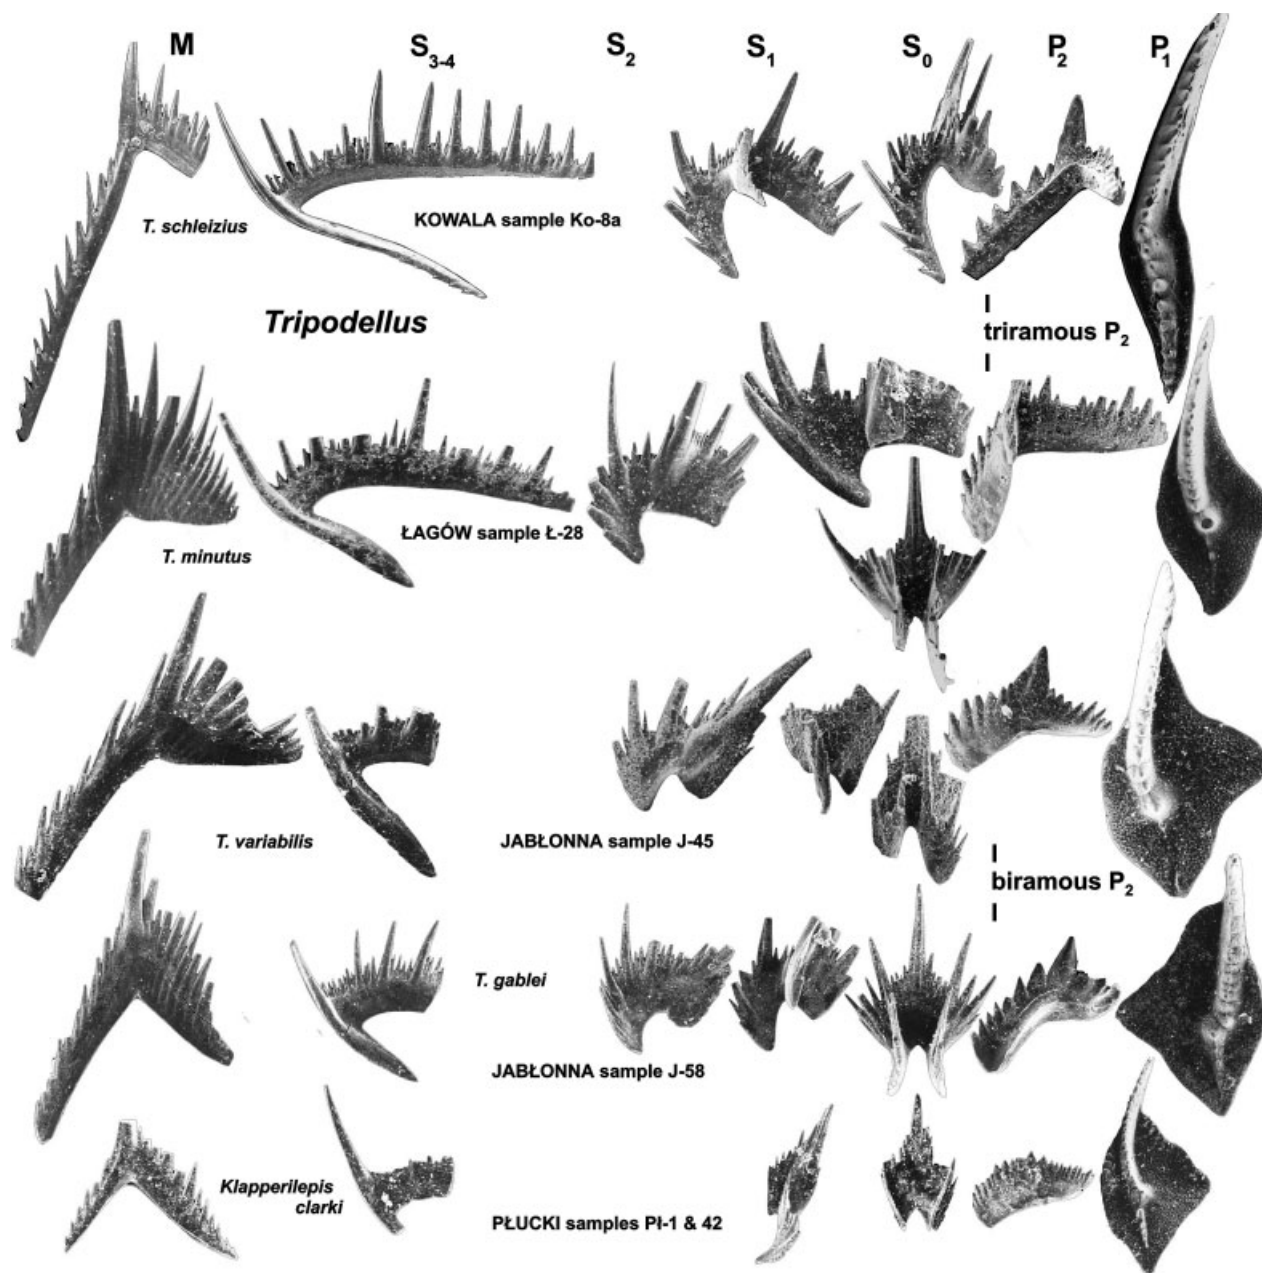 M S₃₋₄ S₂ S₁ S₀ P₂ P₁
T. schleizius
KOWALA sample Ko-8a
Tripodellus
triramous P₂
ŁAGÓW sample Ł-28
T. minutus
T. variabilis
JABŁONNA sample J-45
biramous P₂
T. gablei
JABŁONNA sample J-58
Klapperilepis
clarki
PŁUCKI samples Pł-1 & 42